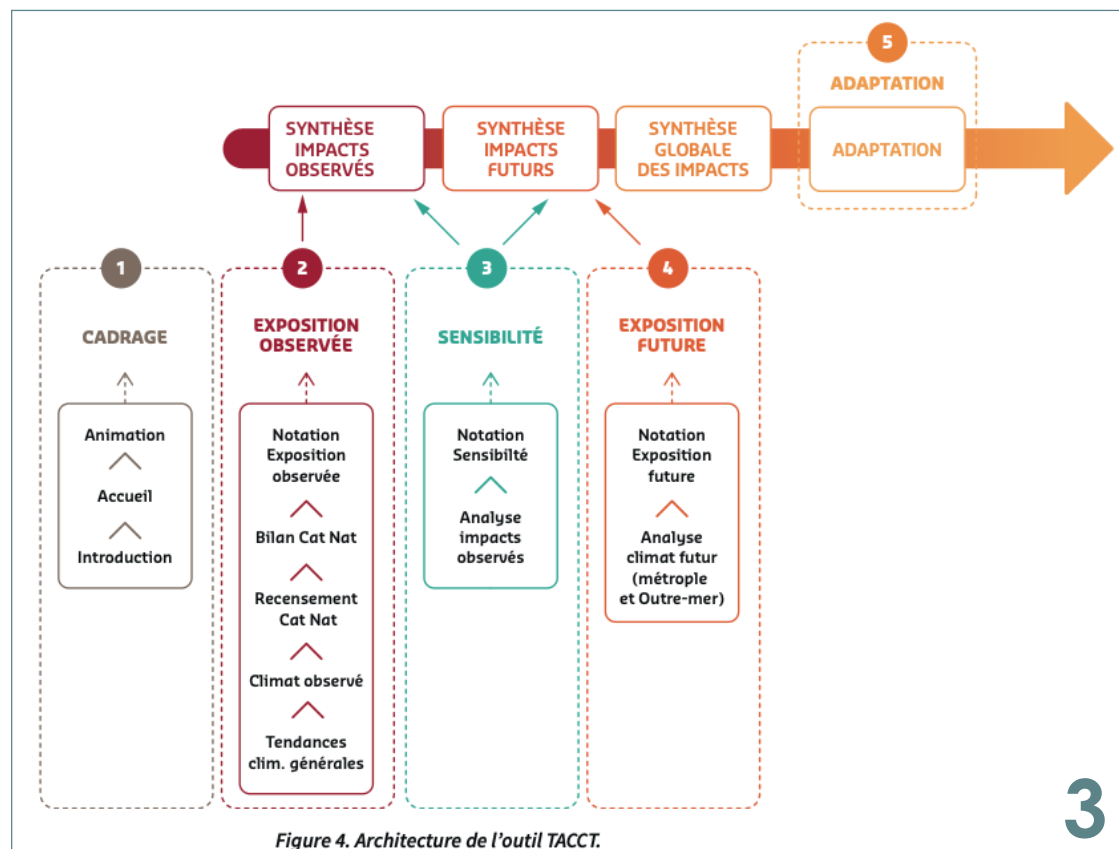 5
ADAPTATION
SYNTHÈSE
IMPACTS
OBSERVÉS
SYNTHÈSE
IMPACTS
FUTURS
SYNTHÈSE
GLOBALE
DES IMPACTS
ADAPTATION
1
CADRAGE
Animation
Accueil
Introduction
2
EXPOSITION
OBSERVÉE
Notation
Exposition
observée
Bilan Cat Nat
Recensement
Cat Nat
Climat observé
Tendances
clim. générales
3
SENSIBILITÉ
Notation
Sensibilté
Analyse
impacts
observés
4
EXPOSITION
FUTURE
Notation
Exposition
future
Analyse
climat futur
(métrople
et Outre-mer)
Figure 4. Architecture de l'outil TACCT.
3